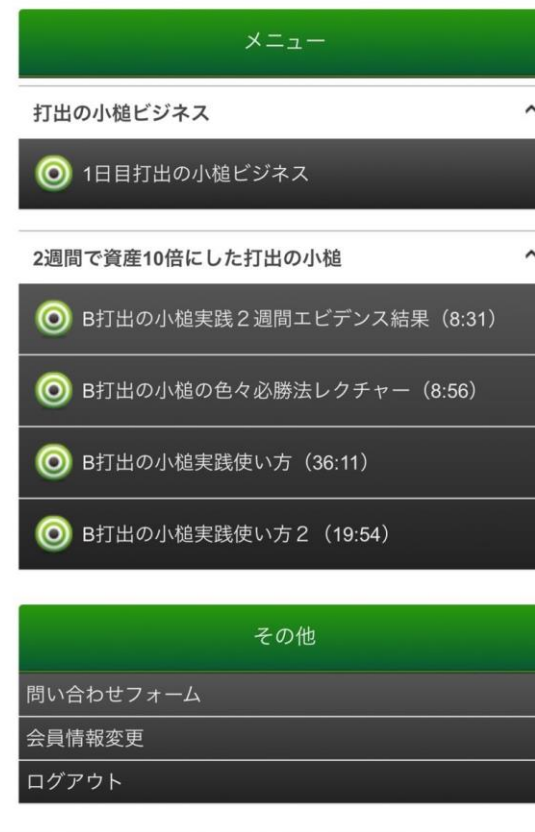 メニュー
打出の小槌ビジネス
1日目打出の小槌ビジネス
2週間で資産10倍にした打出の小槌
B打出の小槌実践２週間エビデンス結果（8:31）
B打出の小槌の色々必勝法レクチャー（8:56）
B打出の小槌実践使い方（36:11）
B打出の小槌実践使い方２（19:54）
その他
問い合わせフォーム
会員情報変更
ログアウト